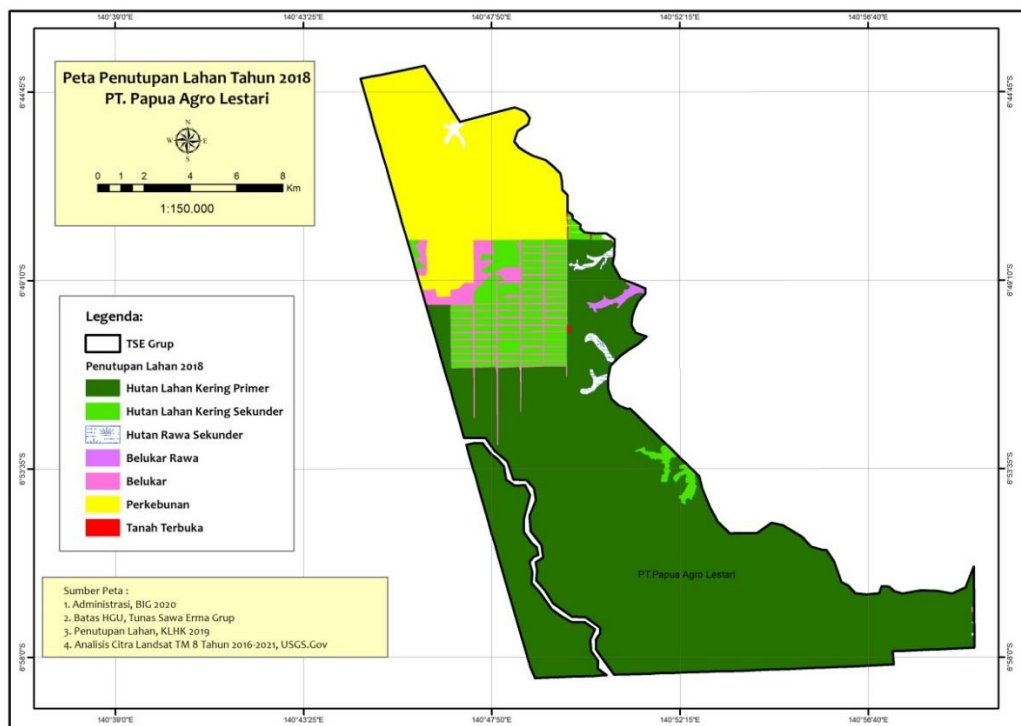 140°39'0"E 140°43'25"E 140°47'50"E 140°52'15"E 140°56'40"E
Peta Penutupan Lahan Tahun 2018
PT. Papua Agro Lestari
N
W E
S
0 1 2 4 6 8
Km
1:150.000
6°44'45"S 6°44'45"S
6°49'10"S 6°49'10"S
6°53'35"S 6°53'35"S
6°58'0"S 6°58'0"S
Legenda:
TSE Grup
Penutupan Lahan 2018
Hutan Lahan Kering Primer
Hutan Lahan Kering Sekunder
Hutan Rawa Sekunder
Belukar Rawa
Belukar
Perkebunan
Tanah Terbuka
PT.Papua Agro Lestari
Sumber Peta :
1. Administrasi, BIG 2020
2. Batas HGU, Tunas Sawa Erma Grup
3. Penutupan Lahan, KLHK 2019
4. Analisis Citra Landsat TM 8 Tahun 2016-2021, USGS.Gov
140°39'0"E 140°43'25"E 140°47'50"E 140°52'15"E 140°56'40"E